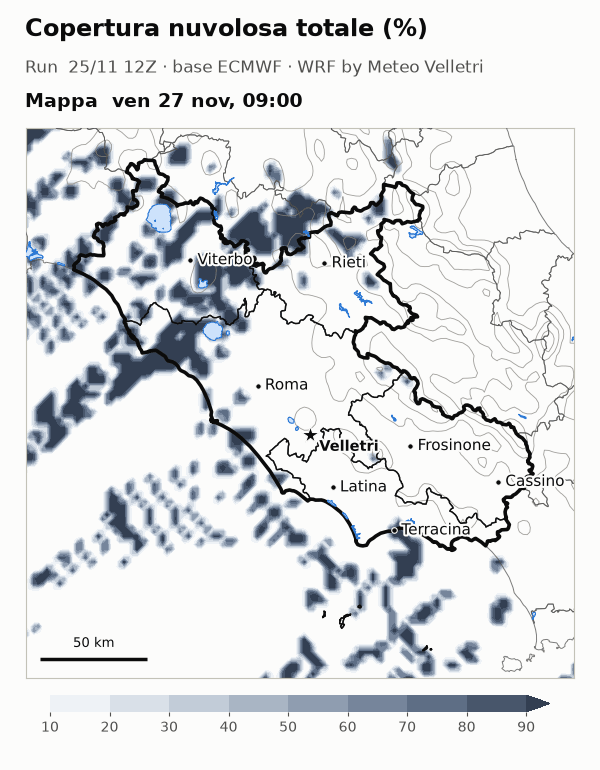 Copertura nuvolosa totale (%)
Run  25/11 12Z · base ECMWF · WRF by Meteo Velletri
Mappa  ven 27 nov, 09:00
Viterbo
Rieti
Roma
Velletri
Frosinone
Latina
Cassino
Terracina
50 km
10 20 30 40 50 60 70 80 90